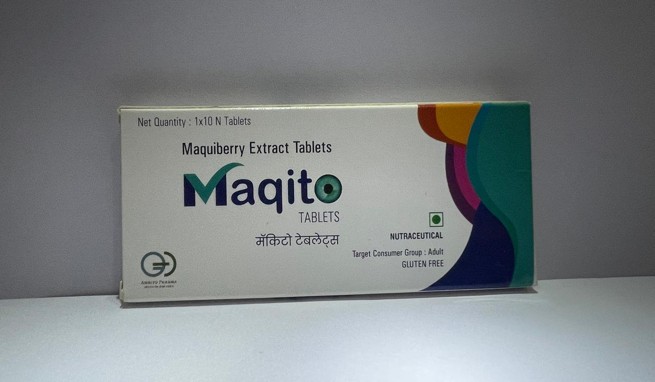 Net Quantity : 1x10 N Tablets
Maquiberry Extract Tablets
Maqito
TABLETS
मॅकिटो टेबलेट्स
NUTRACEUTICAL
Target Consumer Group : Adult
GLUTEN FREE